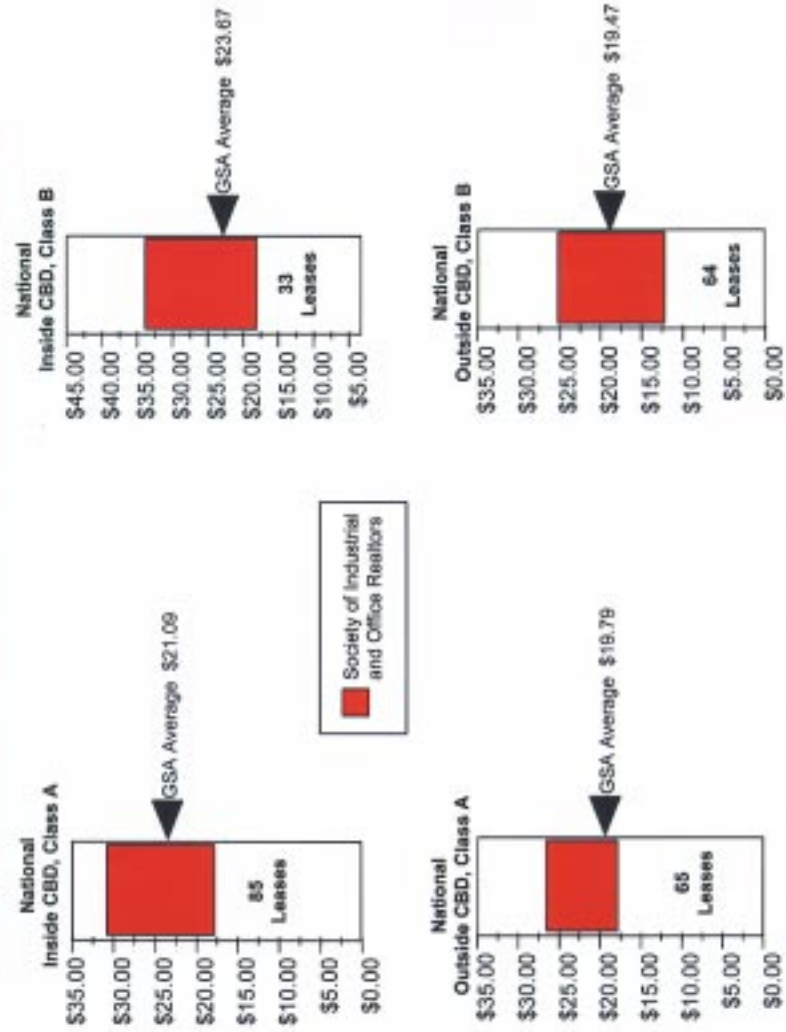 National
Inside CBD, Class A
$35.00
$30.00
$25.00
$20.00
$15.00
$10.00
$5.00
$0.00
85
Leases
GSA Average $21.09
National
Inside CBD, Class B
$45.00
$40.00
$35.00
$30.00
$25.00
$20.00
$15.00
$10.00
$5.00
33
Leases
GSA Average $23.67
Society of Industrial
and Office Realtors
National
Outside CBD, Class A
$35.00
$30.00
$25.00
$20.00
$15.00
$10.00
$5.00
$0.00
65
Leases
GSA Average $19.79
National
Outside CBD, Class B
$35.00
$30.00
$25.00
$20.00
$15.00
$10.00
$5.00
$0.00
64
Leases
GSA Average $19.47